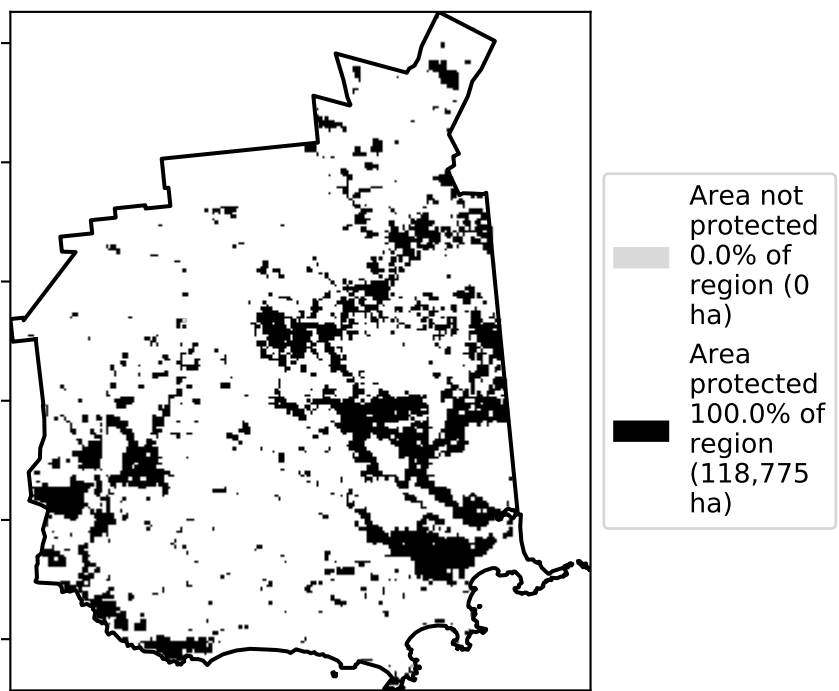 Area not
protected
0.0% of
region (0
ha)
Area
protected
100.0% of
region
(118,775
ha)